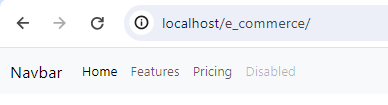 localhost/e_commerce/
Navbar Home Features Pricing Disabled